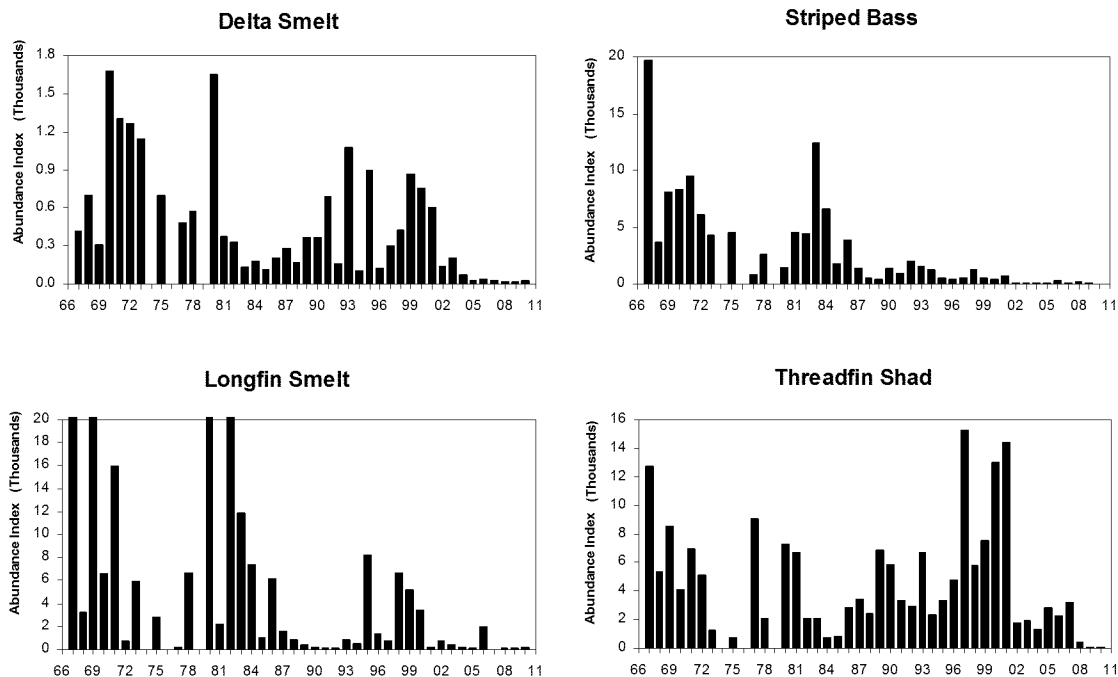 Delta Smelt
Abundance Index (Thousands)
1.8
1.5
1.2
0.9
0.6
0.3
0.0
66 69 72 75 78 81 84 87 90 93 96 99 02 05 08 11
Striped Bass
Abundance Index (Thousands)
20
15
10
5
0
66 69 72 75 78 81 84 87 90 93 96 99 02 05 08 11
Longfin Smelt
Abundance Index (Thousands)
20
18
16
14
12
10
8
6
4
2
0
66 69 72 75 78 81 84 87 90 93 96 99 02 05 08 11
Threadfin Shad
Abundance Index (Thousands)
16
14
12
10
8
6
4
2
0
66 69 72 75 78 81 84 87 90 93 96 99 02 05 08 11